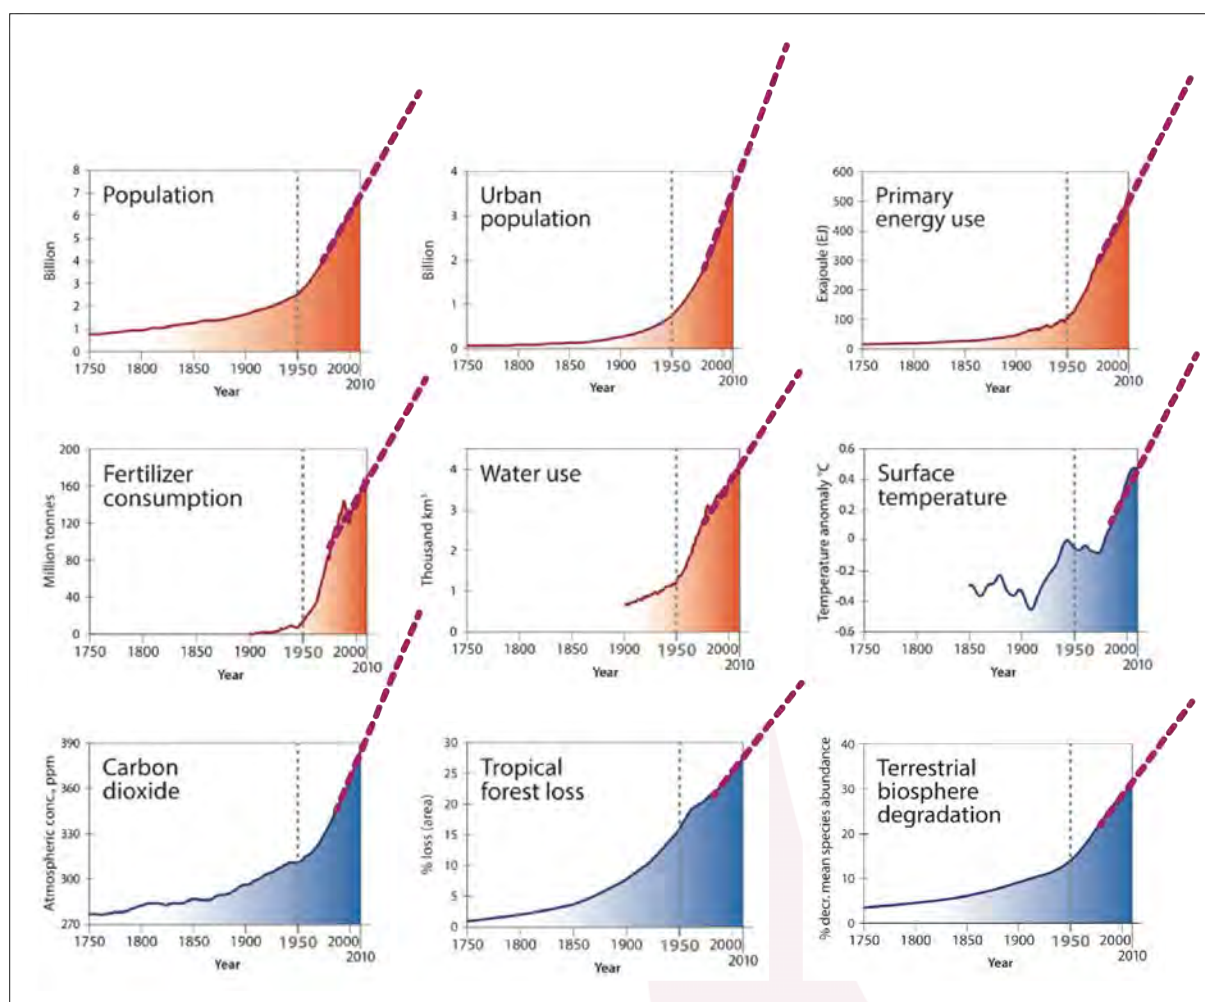 Population
Billion
8
7
6
5
4
3
2
1
0
1750 1800 1850 1900 1950 2000
2010
Year
Urban
population
Billion
4
3
2
1
0
1750 1800 1850 1900 1950 2000
2010
Year
Primary
energy use
Exajoule (EJ)
600
500
400
300
200
100
0
1750 1800 1850 1900 1950 2000
2010
Year
Fertilizer
consumption
Million tonnes
200
160
120
80
40
0
1750 1800 1850 1900 1950 2000
2010
Year
Water use
Thousand km³
4
3
2
1
0
1750 1800 1850 1900 1950 2000
2010
Year
Surface
temperature
Temperature anomaly °C
0.6
0.4
0.2
0
-0.2
-0.4
-0.6
1750 1800 1850 1900 1950 2000
2010
Year
Carbon
dioxide
Atmospheric conc., ppm
390
360
330
300
270
1750 1800 1850 1900 1950 2000
2010
Year
Tropical
forest loss
% loss (area)
30
25
20
15
10
5
0
1750 1800 1850 1900 1950 2000
2010
Year
Terrestrial
biosphere
degradation
% decr. mean species abundance
40
30
20
10
0
1750 1800 1850 1900 1950 2000
2010
Year